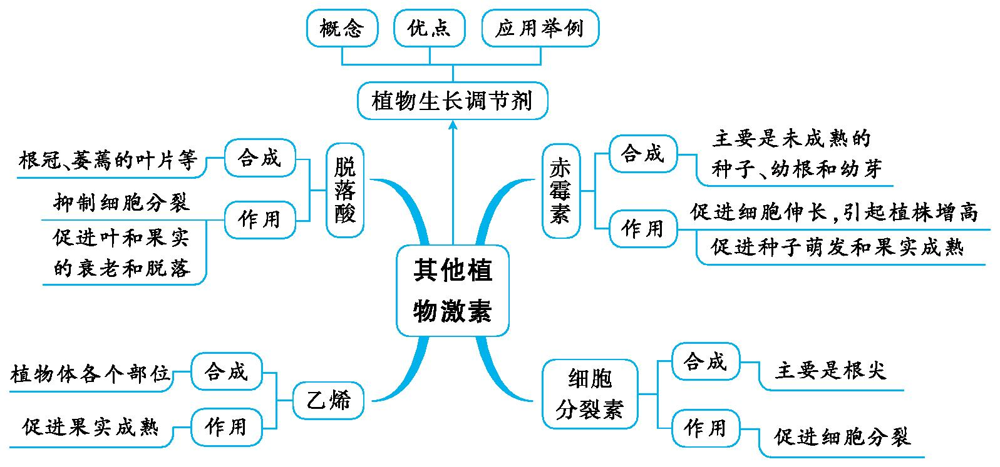 概念
优点
应用举例
植物生长调节剂
根冠、萎蔫的叶片等
合成
脱落酸
抑制细胞分裂
作用
促进叶和果实
的衰老和脱落
赤霉素
合成
主要是未成熟的
种子、幼根和幼芽
作用
促进细胞伸长,引起植株增高
促进种子萌发和果实成熟
其他植
物激素
植物体各个部位
合成
乙烯
促进果实成熟
作用
细胞
分裂素
合成
主要是根尖
作用
促进细胞分裂